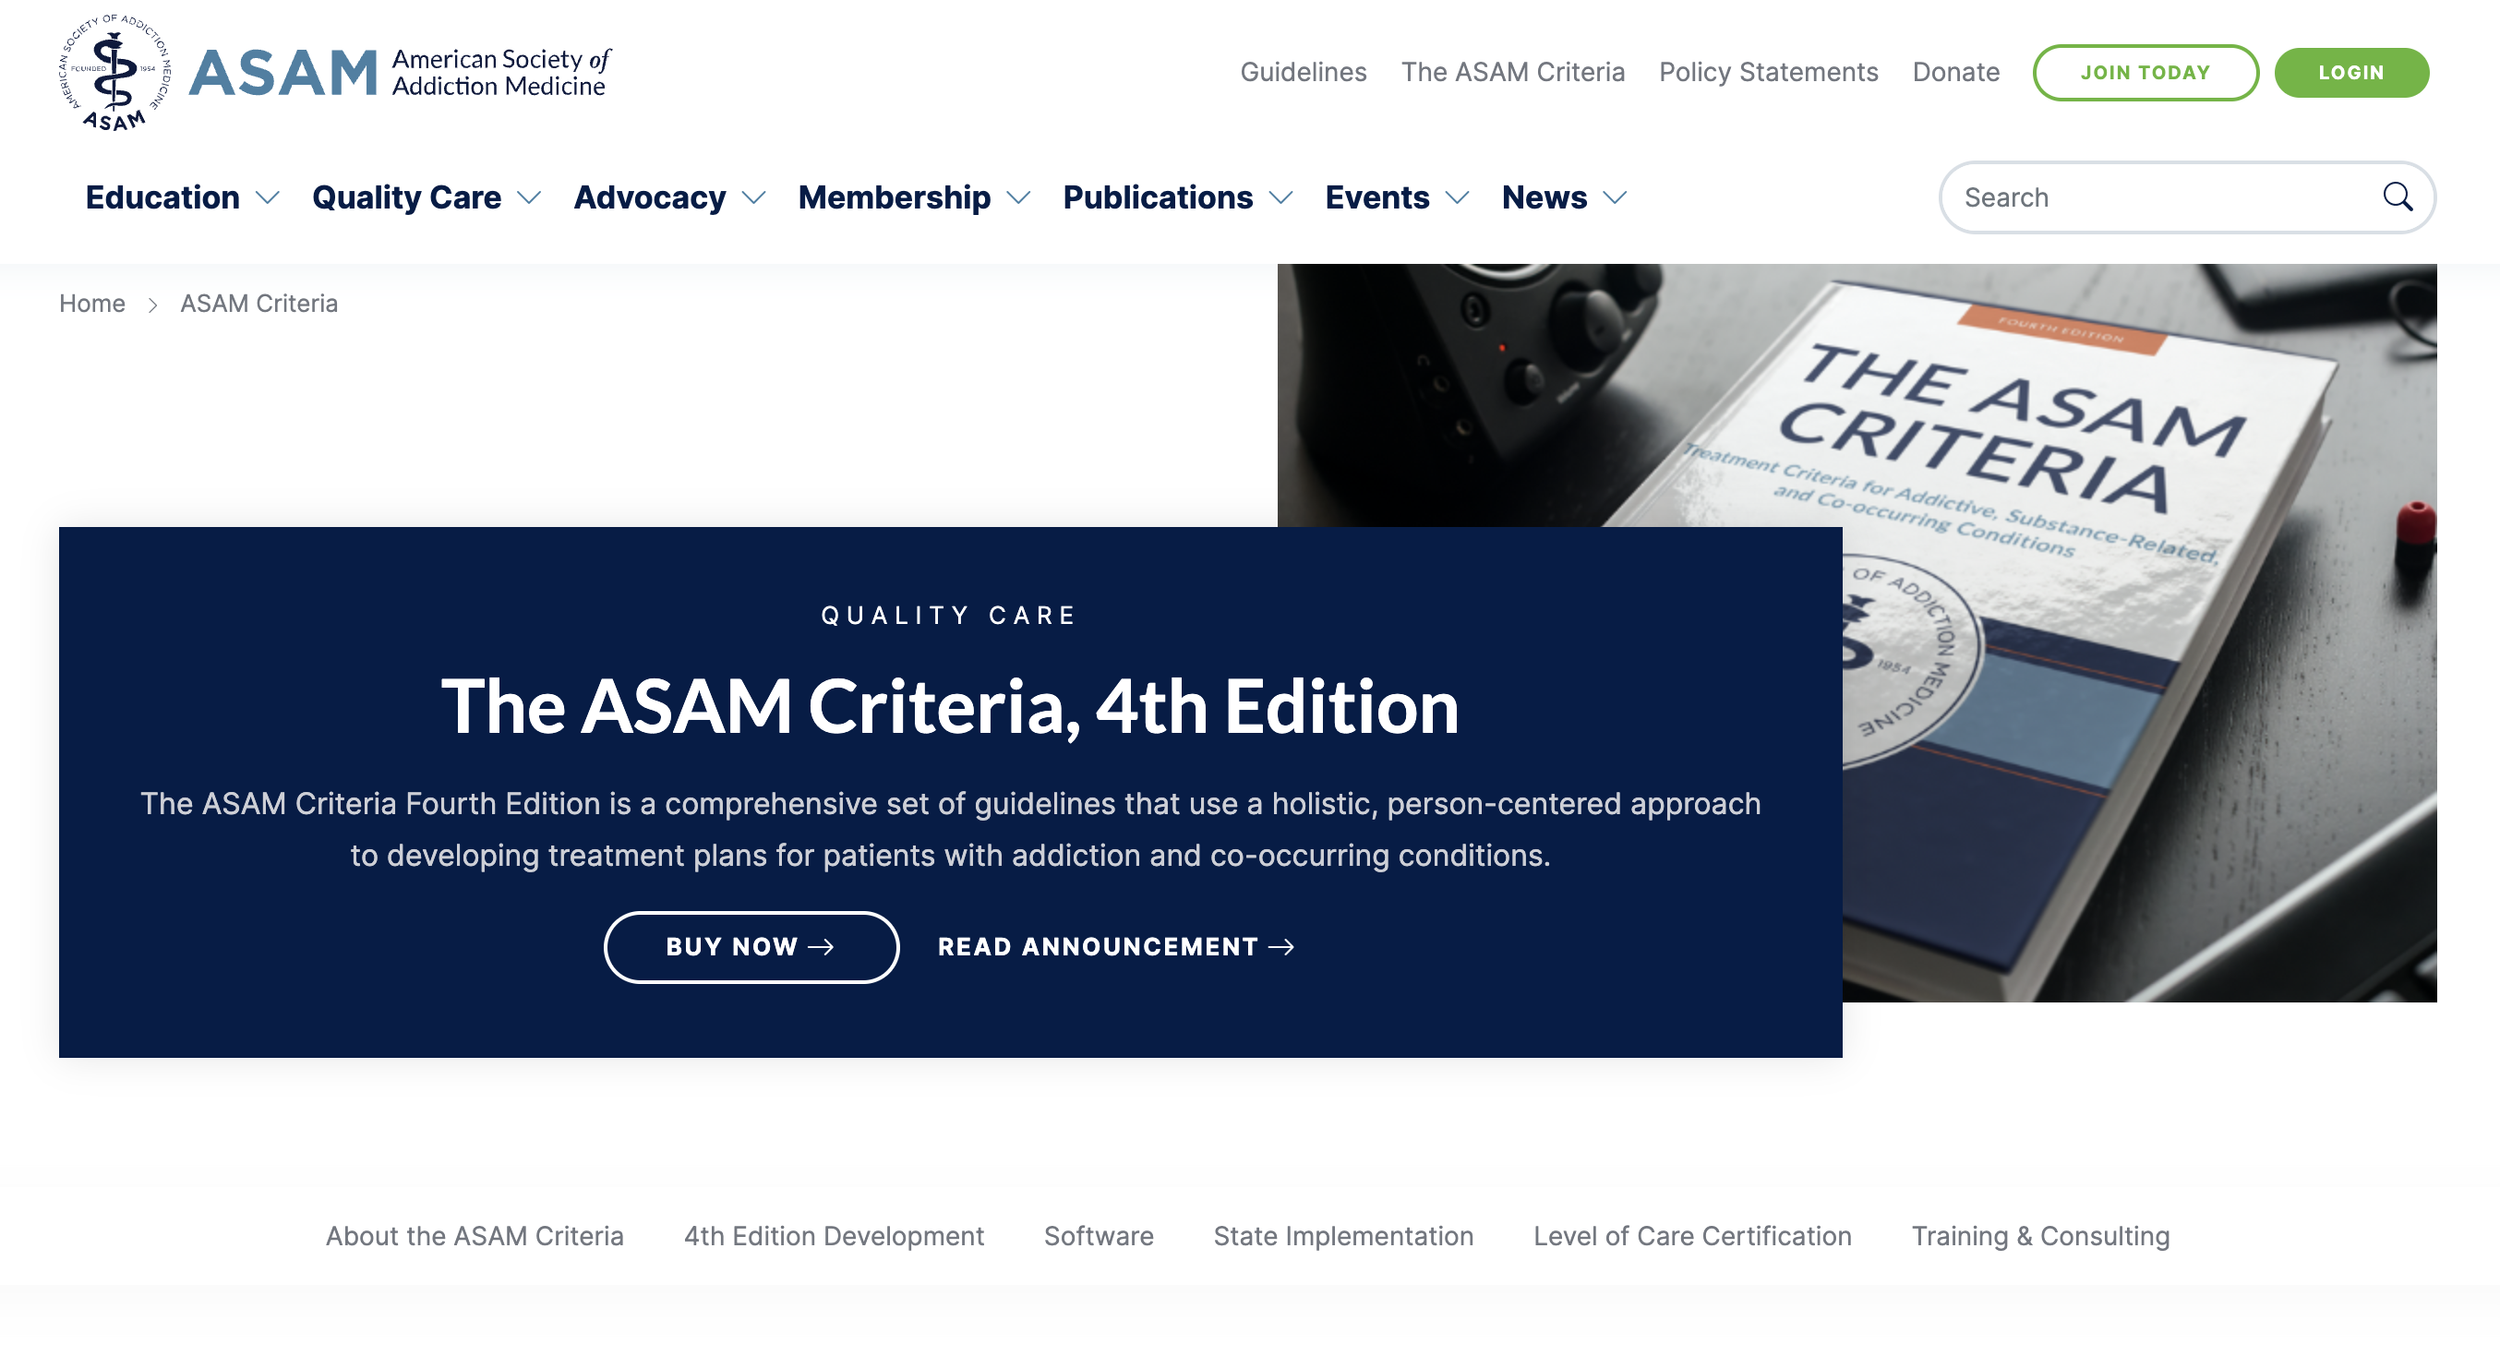 AMERICAN SOCIETY OF ADDICTION MEDICINE
FOUNDED 1954
ASAM
ASAM
American Society of
Addiction Medicine
Guidelines
The ASAM Criteria
Policy Statements
Donate
JOIN TODAY
LOGIN
Education
Quality Care
Advocacy
Membership
Publications
Events
News
Search
Home
ASAM Criteria
FOURTH EDITION
THE ASAM
CRITERIA
Treatment Criteria for Addictive, Substance-Related,
and Co-occurring Conditions
OF ADDICTION MEDICINE
1954
QUALITY CARE
The ASAM Criteria, 4th Edition
The ASAM Criteria Fourth Edition is a comprehensive set of guidelines that use a holistic, person-centered approach
to developing treatment plans for patients with addiction and co-occurring conditions.
BUY NOW →
READ ANNOUNCEMENT →
About the ASAM Criteria
4th Edition Development
Software
State Implementation
Level of Care Certification
Training & Consulting